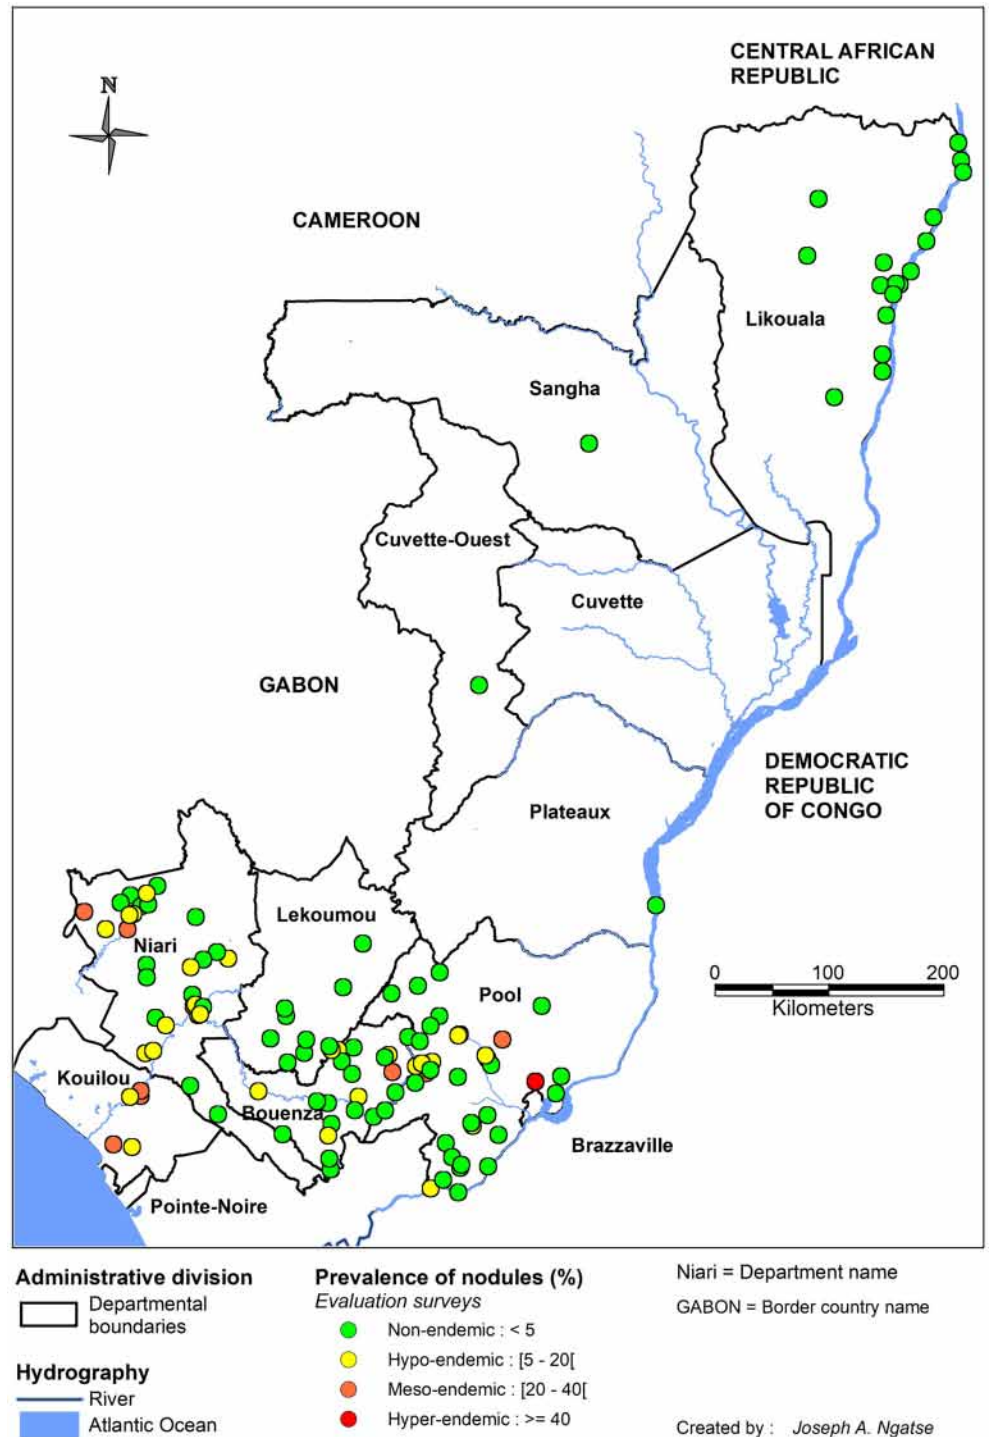 CENTRAL AFRICAN
REPUBLIC
N
CAMEROON
Likouala
Sangha
Cuvette-Ouest
Cuvette
GABON
DEMOCRATIC
REPUBLIC
OF CONGO
Plateaux
Lekoumou
Niari
Pool
0 100 200
Kilometers
Kouilou
Bouenza
Brazzaville
Pointe-Noire
Administrative division
Departmental
boundaries
Hydrography
River
Atlantic Ocean
Prevalence of nodules (%)
Evaluation surveys
Non-endemic : < 5
Hypo-endemic : [5 - 20[
Meso-endemic : [20 - 40[
Hyper-endemic : >= 40
Niari = Department name
GABON = Border country name
Created by : Joseph A. Ngatse